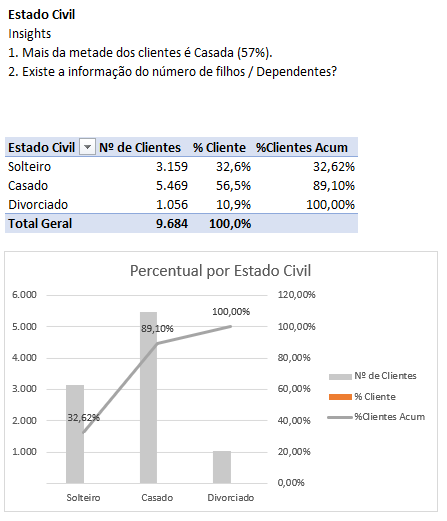 Estado Civil
Insights
1. Mais da metade dos clientes é Casada (57%).
2. Existe a informação do número de filhos / Dependentes?
Estado Civil Nº de Clientes % Cliente %Clientes Acum
Solteiro 3.159 32,6% 32,62%
Casado 5.469 56,5% 89,10%
Divorciado 1.056 10,9% 100,00%
Total Geral 9.684 100,0%
Percentual por Estado Civil
6.000 120,00%
5.000 100,00%
4.000 80,00%
3.000 60,00%
2.000 40,00%
1.000 20,00%
0,00%
32,62% 89,10% 100,00%
Solteiro Casado Divorciado
Nº de Clientes
% Cliente
%Clientes Acum